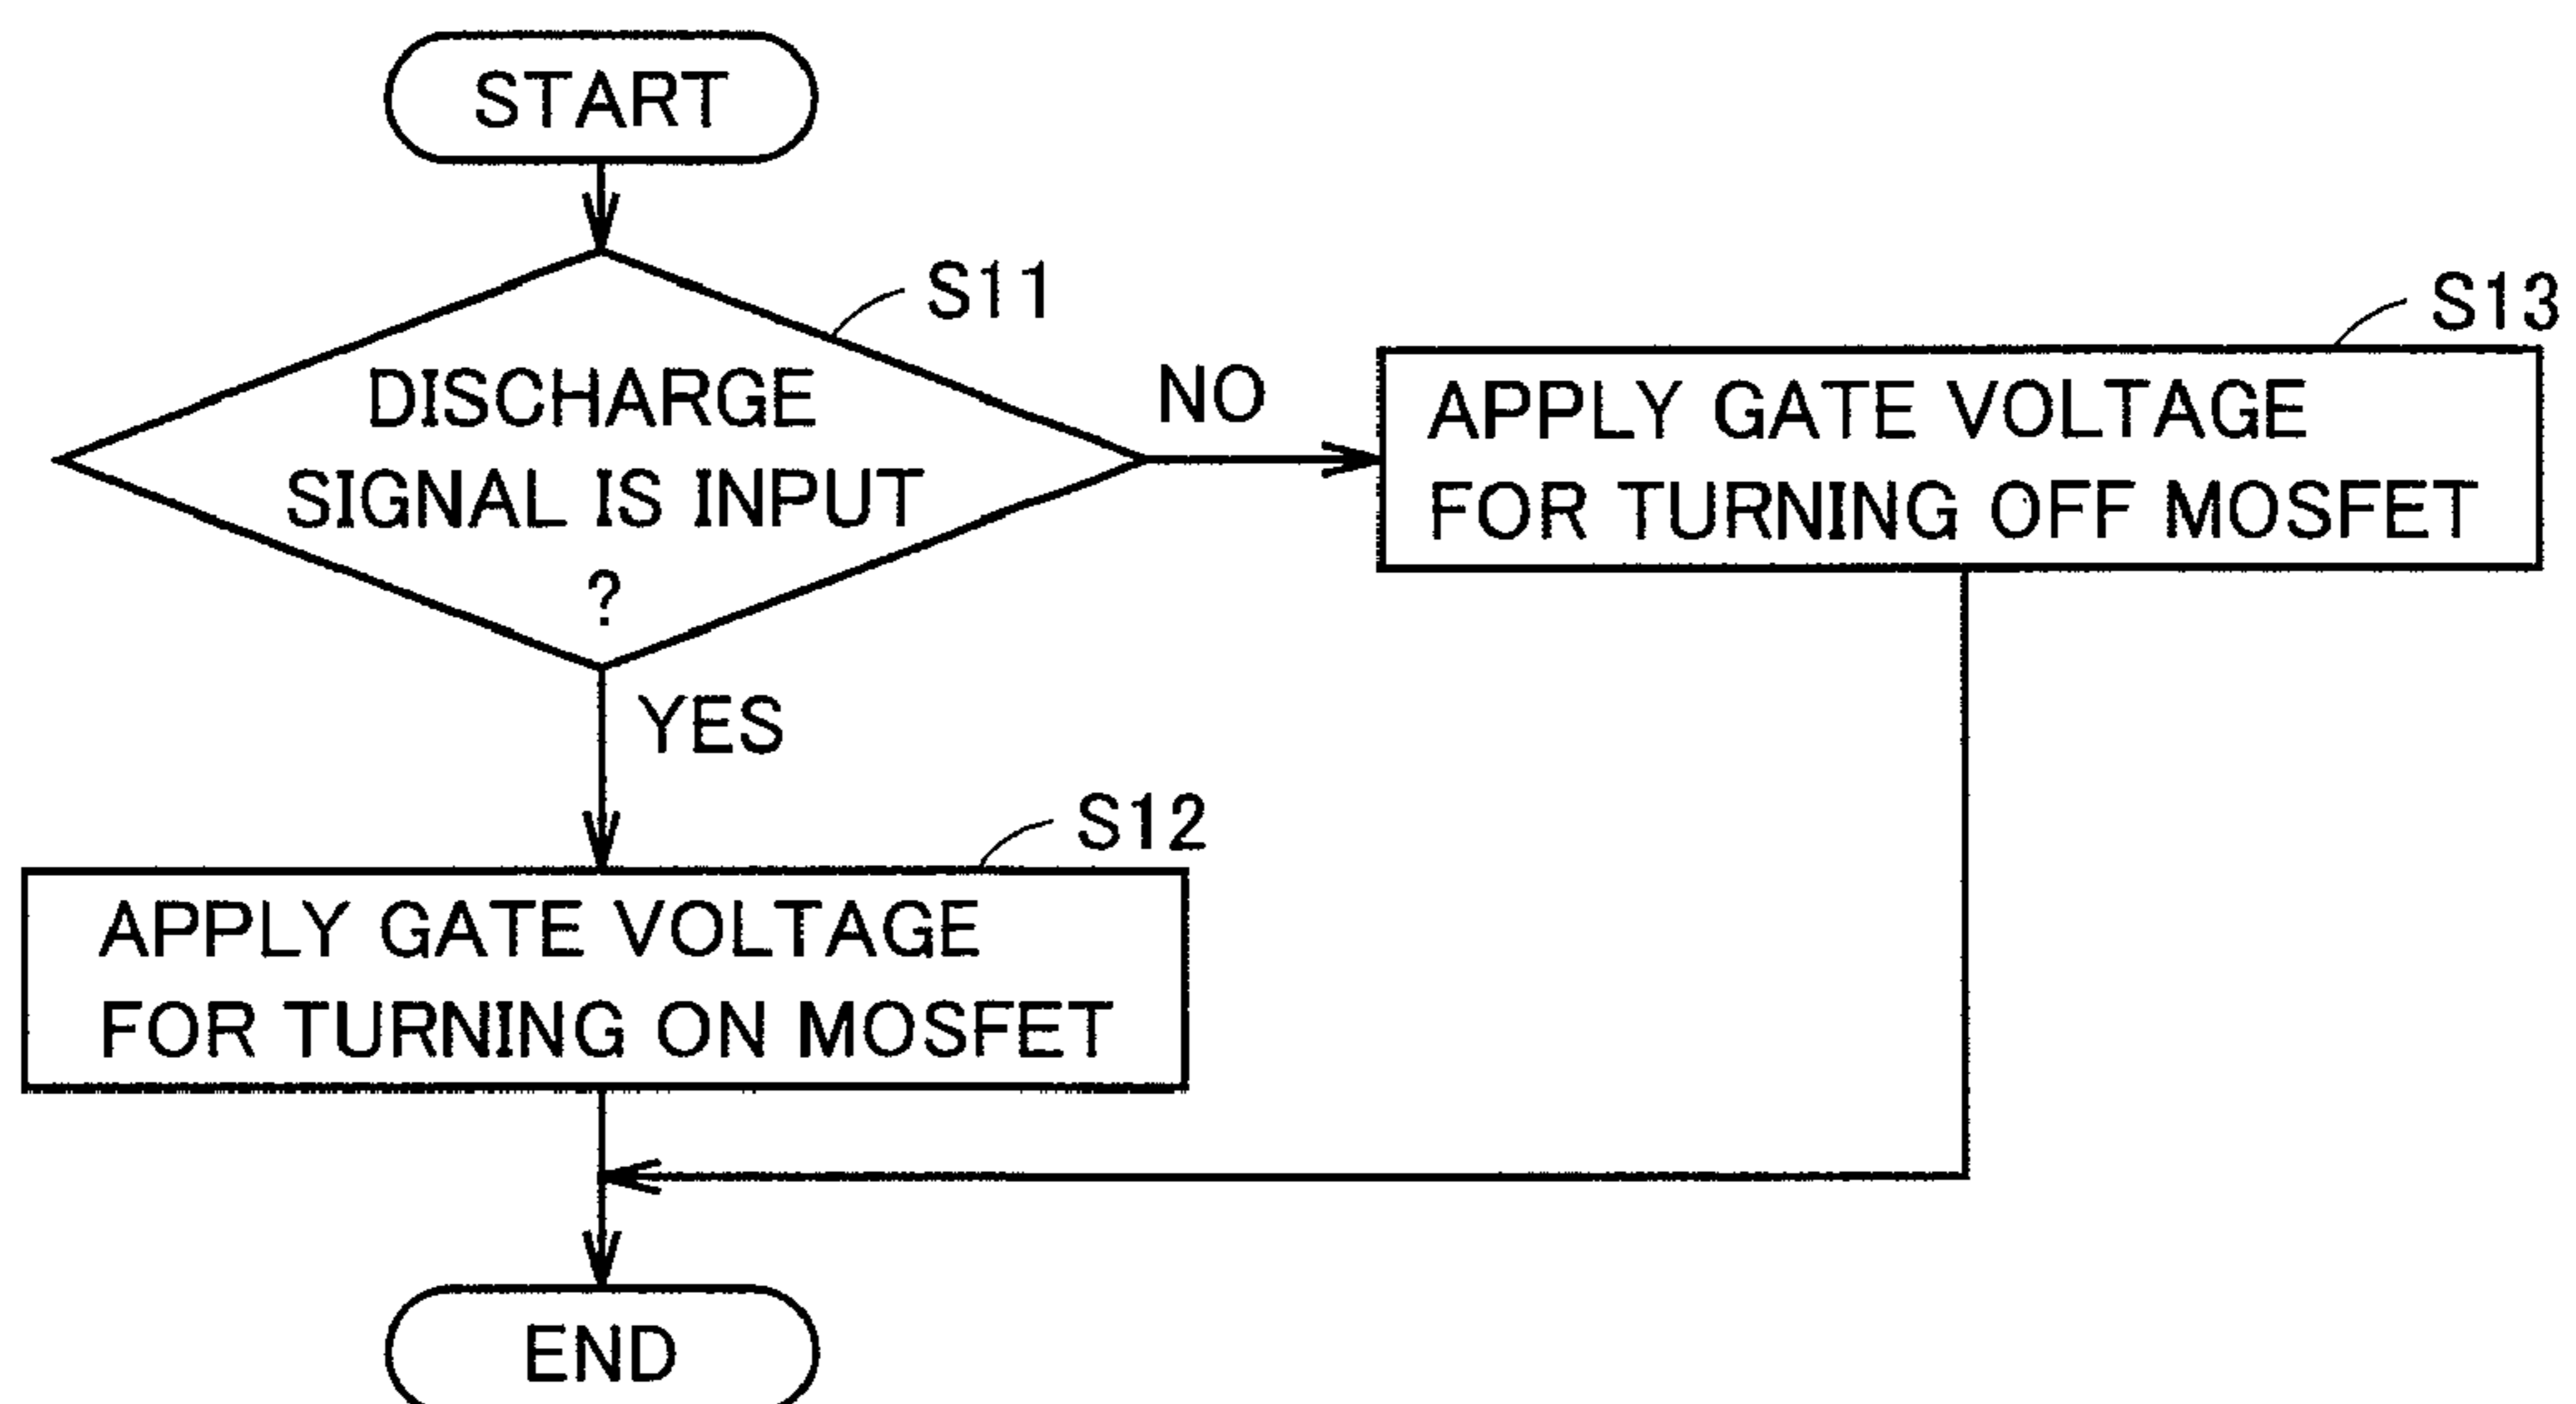 START
S11
DISCHARGE
SIGNAL IS INPUT
?
NO
S13
APPLY GATE VOLTAGE
FOR TURNING OFF MOSFET
YES
S12
APPLY GATE VOLTAGE
FOR TURNING ON MOSFET
END